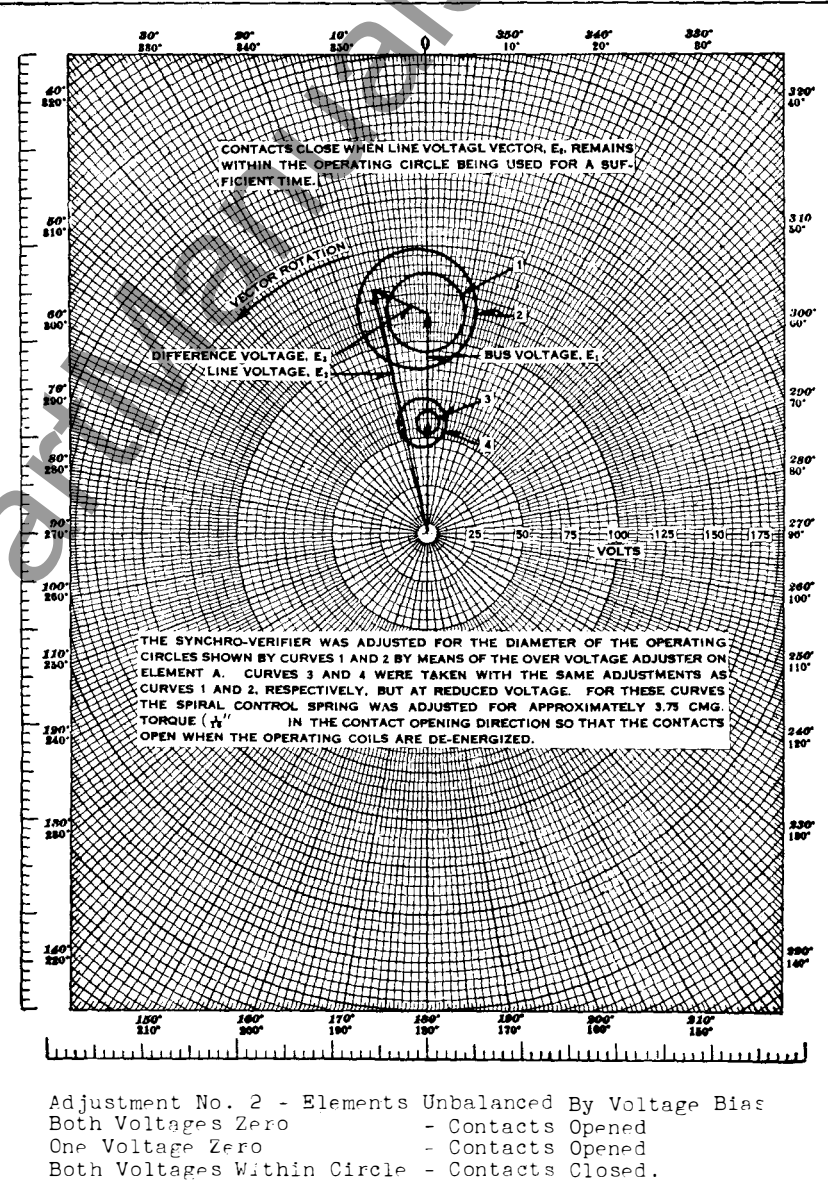 30° 20° 10° 0 350° 340° 330°
330° 340° 350° 10° 20° 30°
40° 320°
320° 40°
CONTACTS CLOSE WHEN LINE VOLTAGE VECTOR, E₂, REMAINS
WITHIN THE OPERATING CIRCLE BEING USED FOR A SUF-
FICIENT TIME.
50° 310
310° 50°
VECTOR ROTATION
1
60° 2 300°
300° 60°
DIFFERENCE VOLTAGE, E₃ BUS VOLTAGE, E₁
LINE VOLTAGE, E₂
70° 290°
290° 3 70°
4
80° 280°
280° 80°
90° 25 50 75 100 125 150 175 270°
270° VOLTS 90°
100° 260°
260° 100°
THE SYNCHRO-VERIFIER WAS ADJUSTED FOR THE DIAMETER OF THE OPERATING
CIRCLES SHOWN BY CURVES 1 AND 2 BY MEANS OF THE OVER VOLTAGE ADJUSTER ON
ELEMENT A. CURVES 3 AND 4 WERE TAKEN WITH THE SAME ADJUSTMENTS AS
CURVES 1 AND 2, RESPECTIVELY, BUT AT REDUCED VOLTAGE. FOR THESE CURVES
THE SPIRAL CONTROL SPRING WAS ADJUSTED FOR APPROXIMATELY 3.75 CMG.
TORQUE ( " IN THE CONTACT OPENING DIRECTION SO THAT THE CONTACTS
OPEN WHEN THE OPERATING COILS ARE DE-ENERGIZED.
110° 250°
250° 110°
240°
240° 120°
230°
140°
220° 140°
150° 160° 170° 180° 190° 200° 210°
210° 200° 190° 180° 170° 160° 150°
Adjustment No. 2 - Elements Unbalanced By Voltage Bias
Both Voltages Zero - Contacts Opened
One Voltage Zero - Contacts Opened
Both Voltages Within Circle - Contacts Closed.